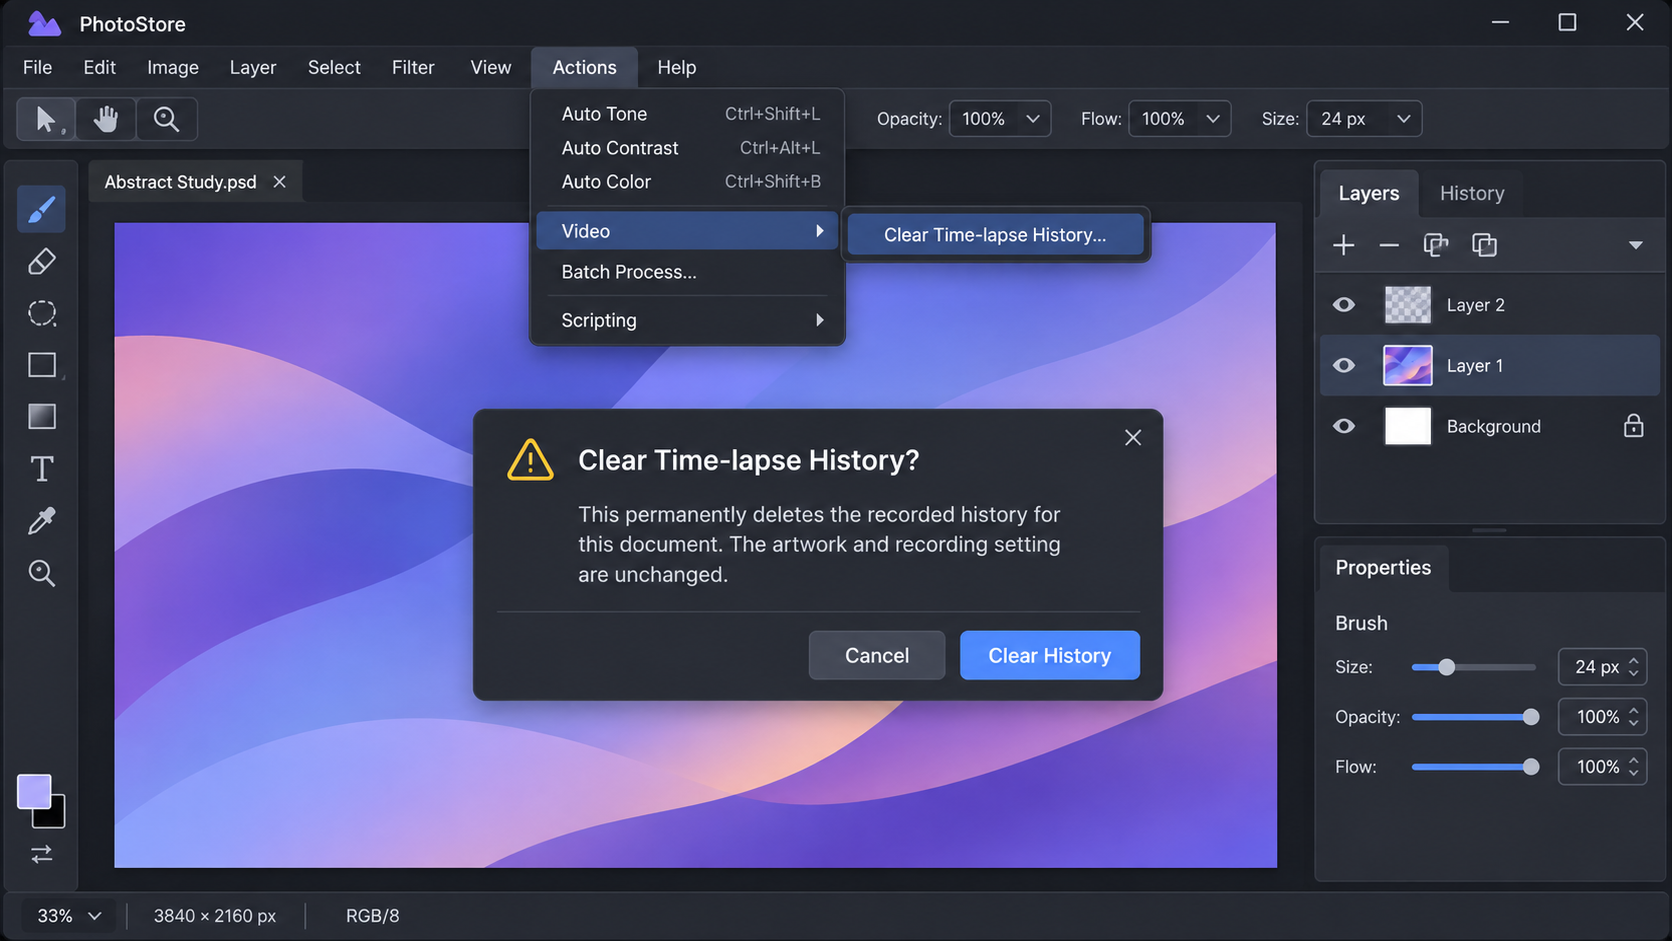 PhotoStore
File Edit Image Layer Select Filter View Actions Help
Auto Tone Ctrl+Shift+L
Auto Contrast Ctrl+Alt+L
Auto Color Ctrl+Shift+B
Video
Clear Time-lapse History...
Batch Process...
Scripting
Opacity: 100% Flow: 100% Size: 24 px
Abstract Study.psd
Clear Time-lapse History?
This permanently deletes the recorded history for
this document. The artwork and recording setting
are unchanged.
Cancel Clear History
Layers History
Layer 2
Layer 1
Background
Properties
Brush
Size: 24 px
Opacity: 100%
Flow: 100%
33% 3840 × 2160 px RGB/8